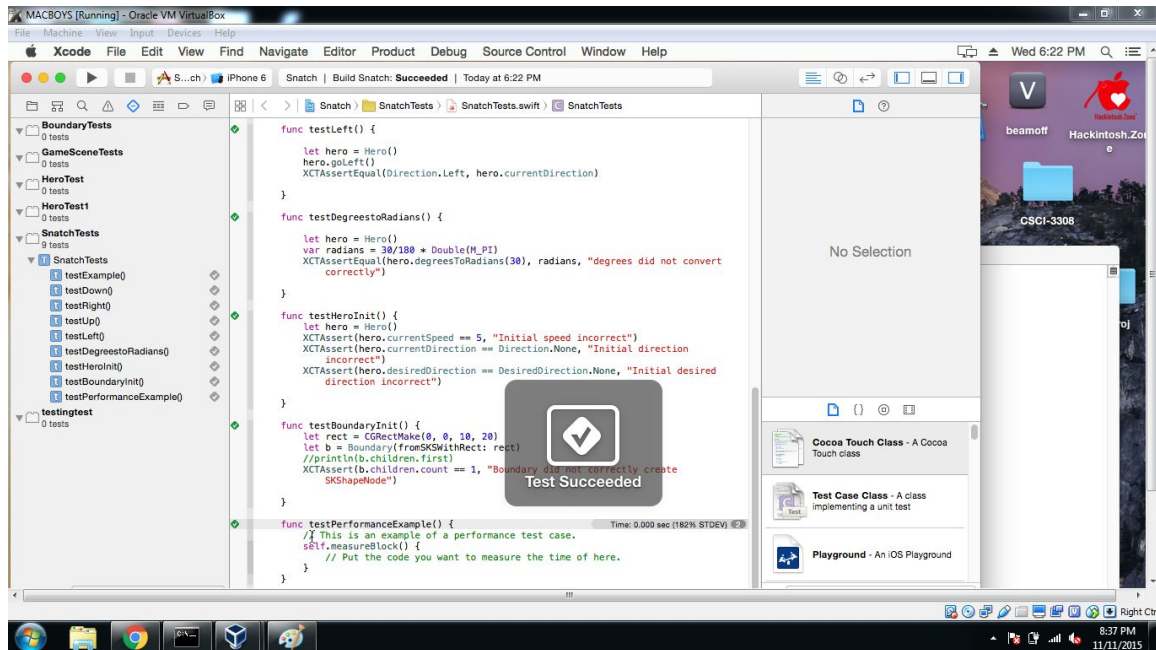 MACBOYS [Running] - Oracle VM VirtualBox
File Machine View Input Devices Help
Xcode File Edit View Find Navigate Editor Product Debug Source Control Window Help
Wed 6:22 PM
S...ch iPhone 6 Snatch | Build Snatch: Succeeded | Today at 6:22 PM
Snatch SnatchTests SnatchTests.swift SnatchTests
BoundaryTests
0 tests
GameSceneTests
0 tests
HeroTest
0 tests
HeroTest1
0 tests
SnatchTests
9 tests
SnatchTests
testExample()
testDown()
testRight()
testUp()
testLeft()
testDegreestoRadians()
testHeroInit()
testBoundaryInit()
testPerformanceExample()
testingtest
0 tests
func testLeft() {
let hero = Hero()
hero.goLeft()
XCTAssertEqual(Direction.Left, hero.currentDirection)
}
func testDegreestoRadians() {
let hero = Hero()
var radians = 30/180 * Double(M_PI)
XCTAssertEqual(hero.degreesToRadians(30), radians, "degrees did not convert
correctly")
}
func testHeroInit() {
let hero = Hero()
XCTAssert(hero.currentSpeed == 5, "Initial speed incorrect")
XCTAssert(hero.currentDirection == Direction.None, "Initial direction
incorrect")
XCTAssert(hero.desiredDirection == DesiredDirection.None, "Initial desired
direction incorrect")
}
func testBoundaryInit() {
let rect = CGRectMake(0, 0, 10, 20)
let b = Boundary(fromSKSWithRect: rect)
//println(b.children.first)
XCTAssert(b.children.count == 1, "Boundary did not correctly create
SKShapeNode")
}
func testPerformanceExample() {
Time: 0.000 sec (182% STDEV) 2
// This is an example of a performance test case.
self.measureBlock() {
// Put the code you want to measure the time of here.
}
}
Test Succeeded
No Selection
{}
Cocoa Touch Class - A Cocoa
Touch class
Test
Test Case Class - A class
implementing a unit test
Playground - An iOS Playground
V
beamoff
Hackintosh Zone
Hackintosh.Zon
e
CSCI-3308
oj
Right Ctr
C:\
8:37 PM
11/11/2015